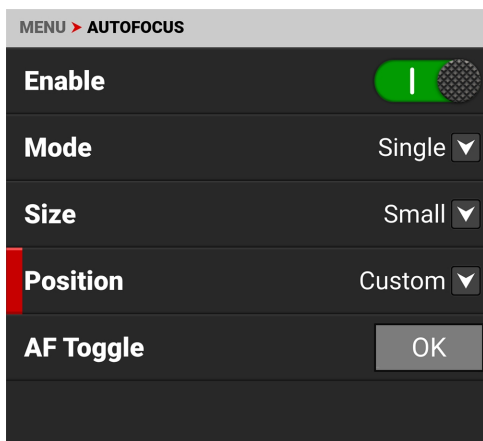 MENU ➤ AUTOFOCUS
Enable
Mode Single
Size Small
Position Custom
AF Toggle OK